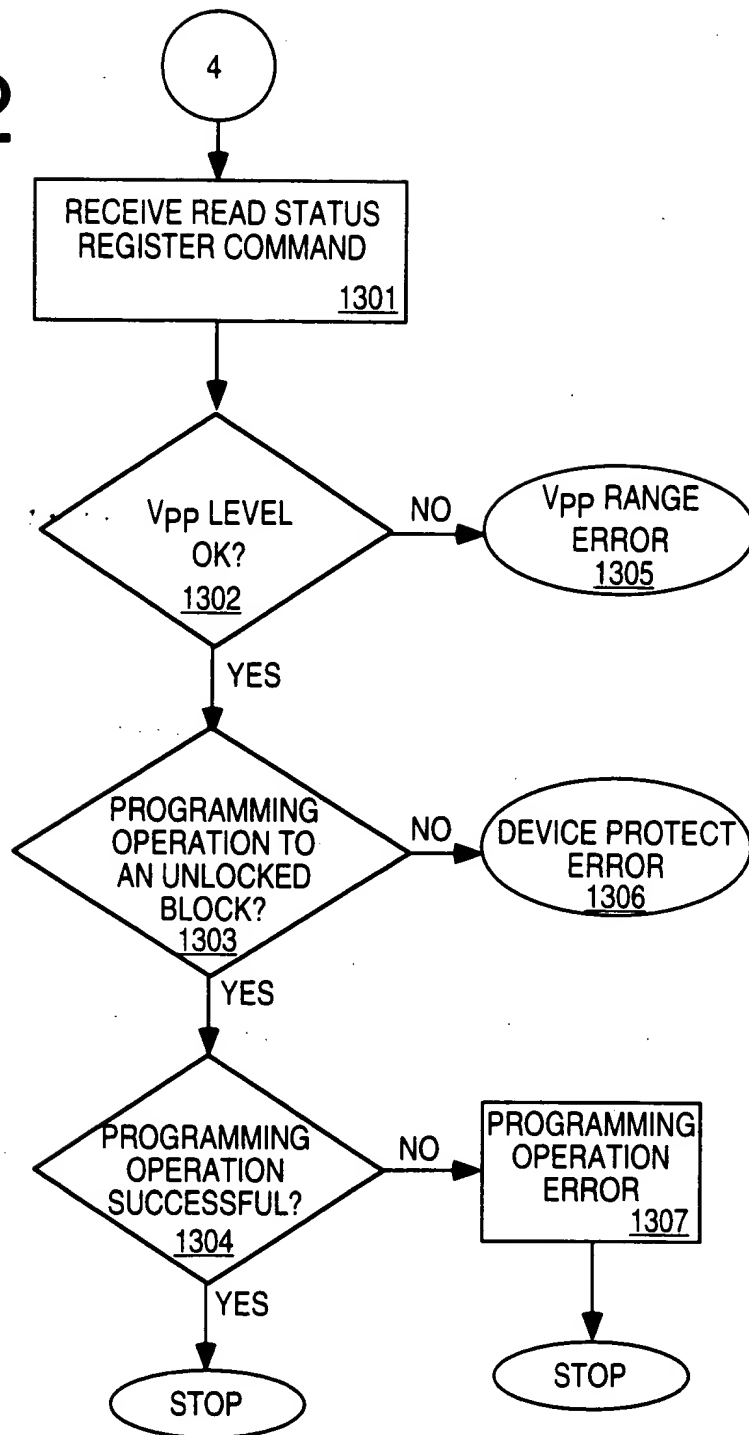 2
4
RECEIVE READ STATUS
REGISTER COMMAND
1301
Vpp LEVEL
OK?
1302
NO
Vpp RANGE
ERROR
1305
YES
PROGRAMMING
OPERATION TO
AN UNLOCKED
BLOCK?
1303
NO
DEVICE PROTECT
ERROR
1306
YES
PROGRAMMING
OPERATION
SUCCESSFUL?
1304
NO
PROGRAMMING
OPERATION
ERROR
1307
YES
STOP
STOP